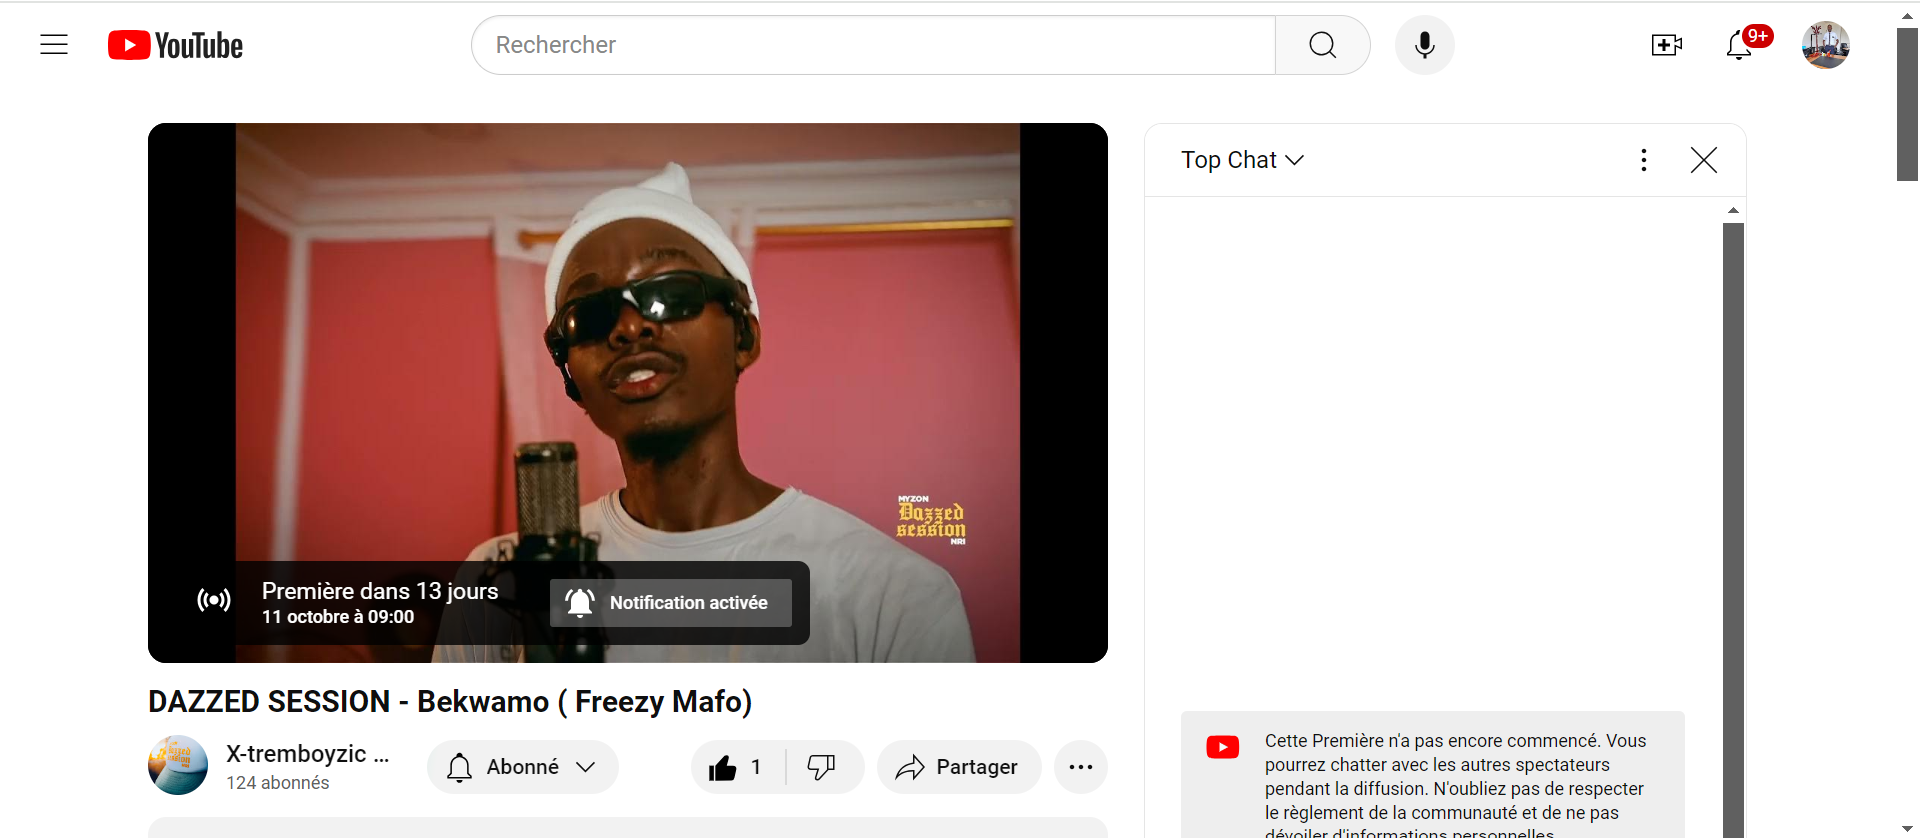 YouTube
Rechercher
9+
Top Chat
MYZON
Dazzed
session
NRI
Première dans 13 jours
11 octobre à 09:00
Notification activée
DAZZED SESSION - Bekwamo ( Freezy Mafo)
X-tremboyzic ...
124 abonnés
Abonné
1
Partager
Cette Première n'a pas encore commencé. Vous
pourrez chatter avec les autres spectateurs
pendant la diffusion. N'oubliez pas de respecter
le règlement de la communauté et de ne pas
dévoiler d'informations personnelles